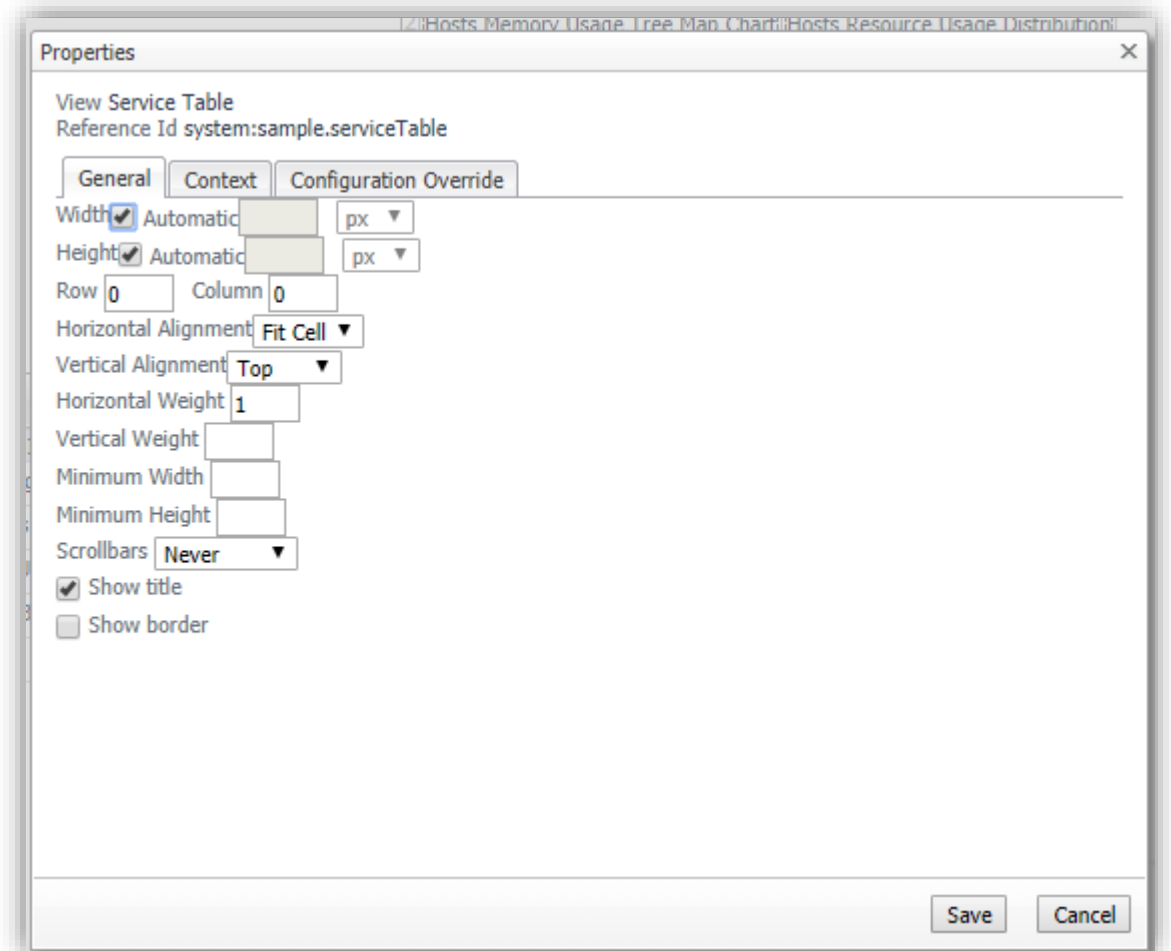 Hosts Memory Usage Tree Map Chart Hosts Resource Usage Distribution
Properties
View Service Table
Reference Id system:sample.serviceTable
General Context Configuration Override
Width Automatic px
Height Automatic px
Row 0 Column 0
Horizontal Alignment Fit Cell
Vertical Alignment Top
Horizontal Weight 1
Vertical Weight
Minimum Width
Minimum Height
Scrollbars Never
Show title
Show border
Save Cancel